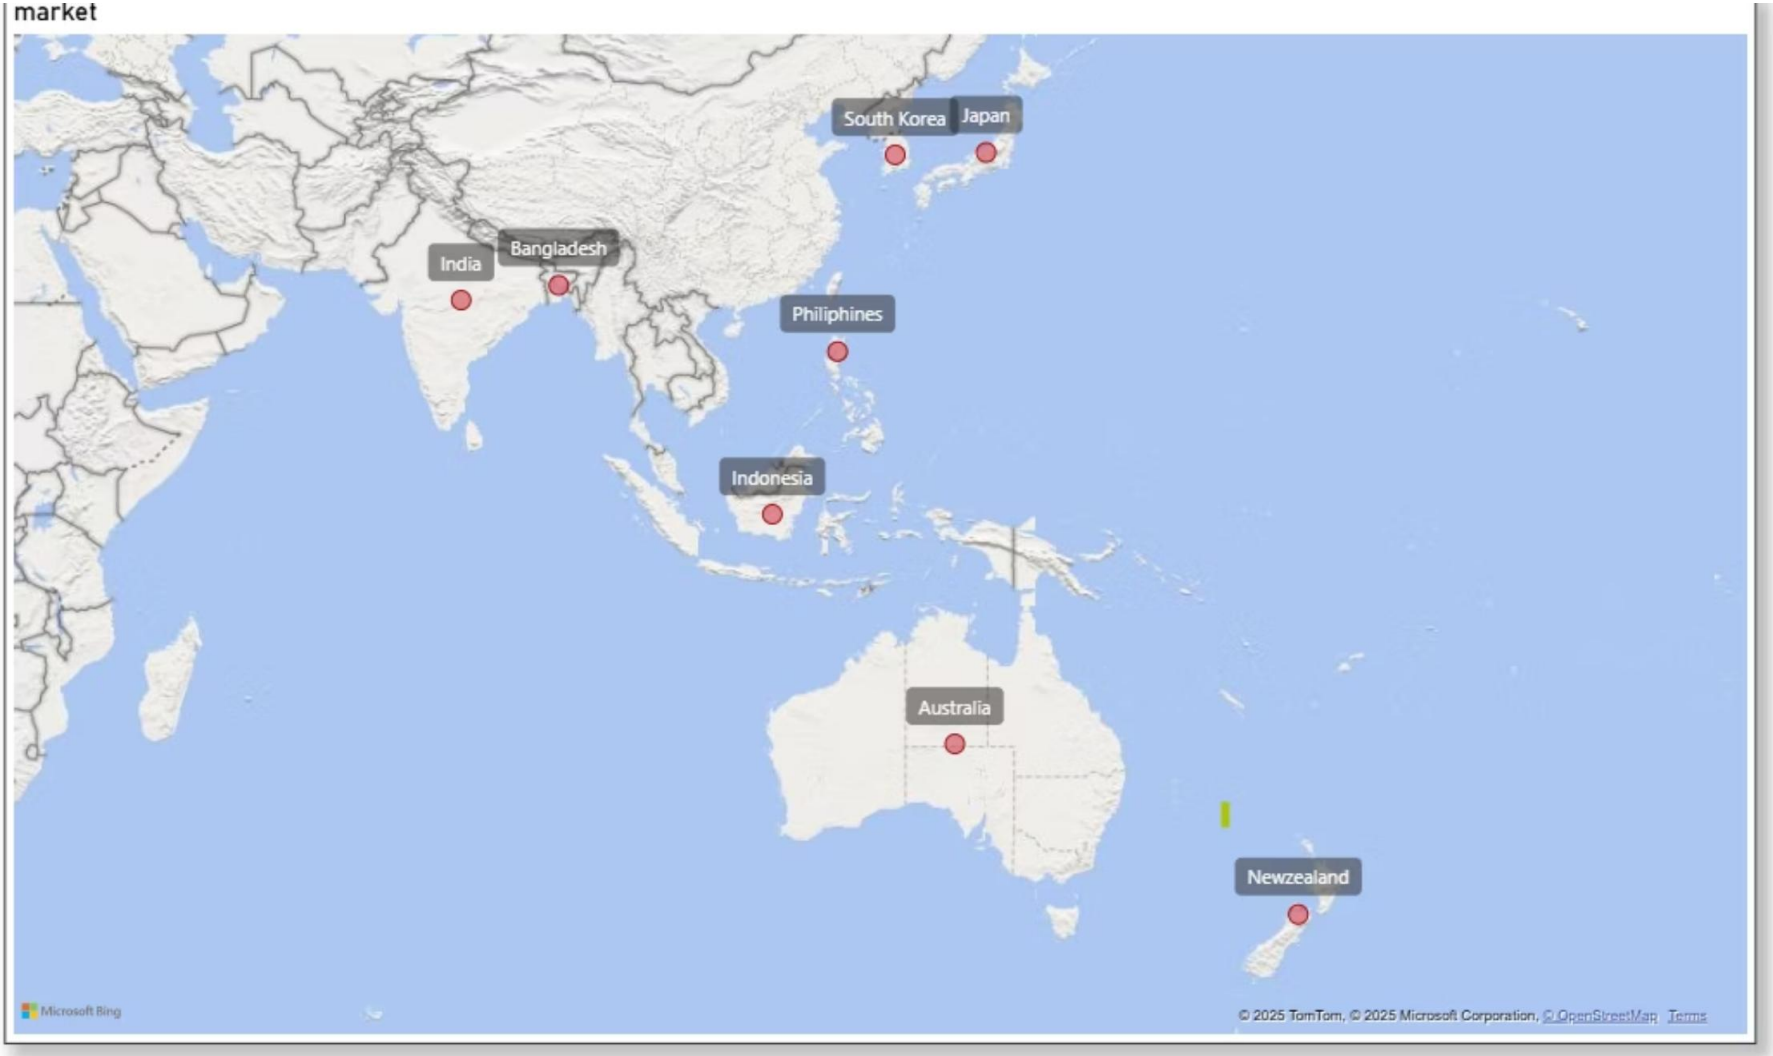 market
South Korea
Japan
Bangladesh
India
Philiphines
Indonesia
Australia
Newzealand
Microsoft Bing
© 2025 TomTom, © 2025 Microsoft Corporation, © OpenStreetMap Terms